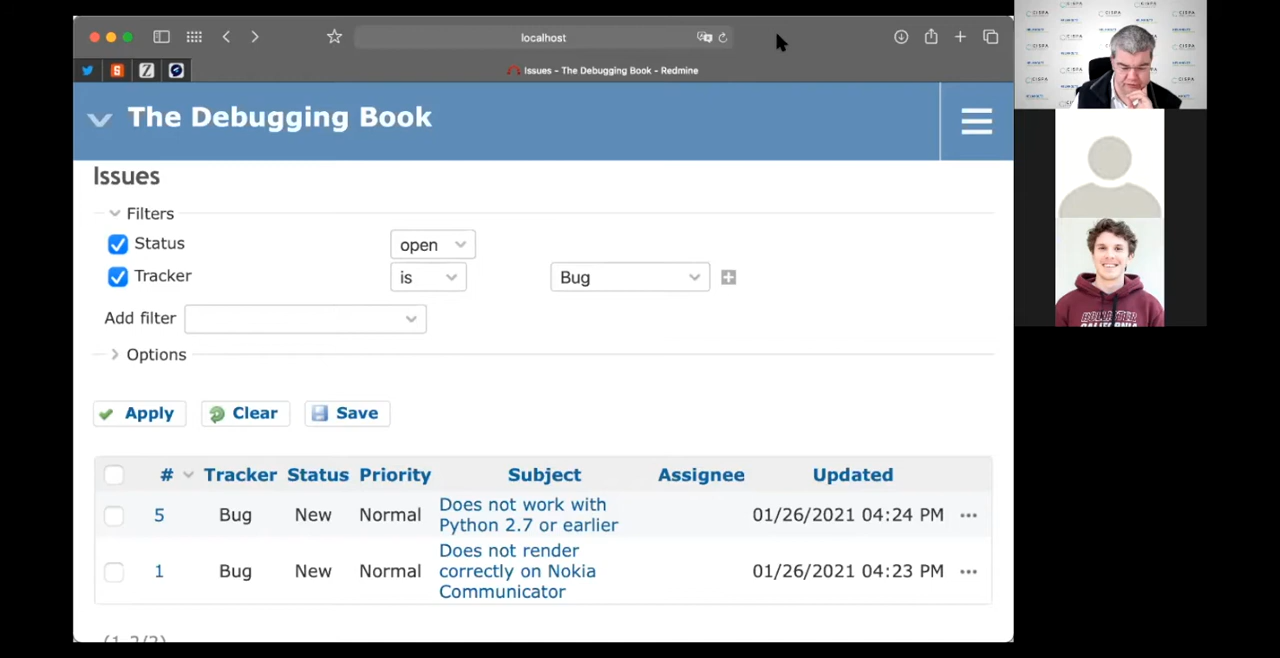 localhost
Issues - The Debugging Book - Redmine
The Debugging Book
Issues
Filters
Status open
Tracker is Bug
Add filter
Options
Apply Clear Save
# Tracker Status Priority Subject Assignee Updated
5 Bug New Normal Does not work with Python 2.7 or earlier 01/26/2021 04:24 PM
1 Bug New Normal Does not render correctly on Nokia Communicator 01/26/2021 04:23 PM
CISPA
CALIFORNIA